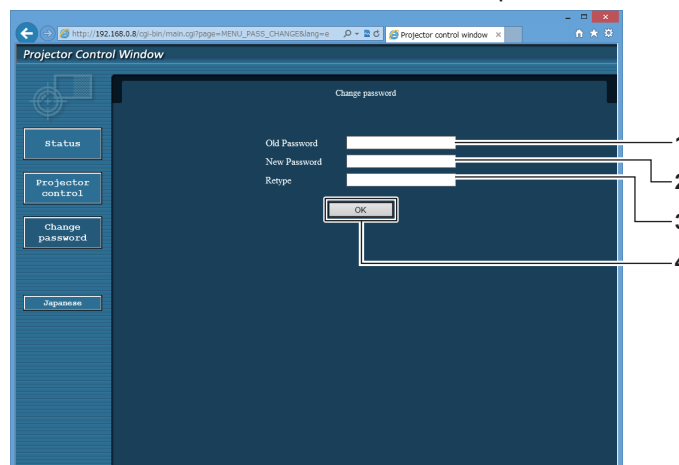 http://192.168.0.8/cgi-bin/main.cgi?page=MENU_PASS_CHANGE&lang=e
Projector control window
Projector Control Window
Change password
Status
Projector
control
Change
password
Japanese
Old Password
New Password
Retype
OK
1
2
3
4